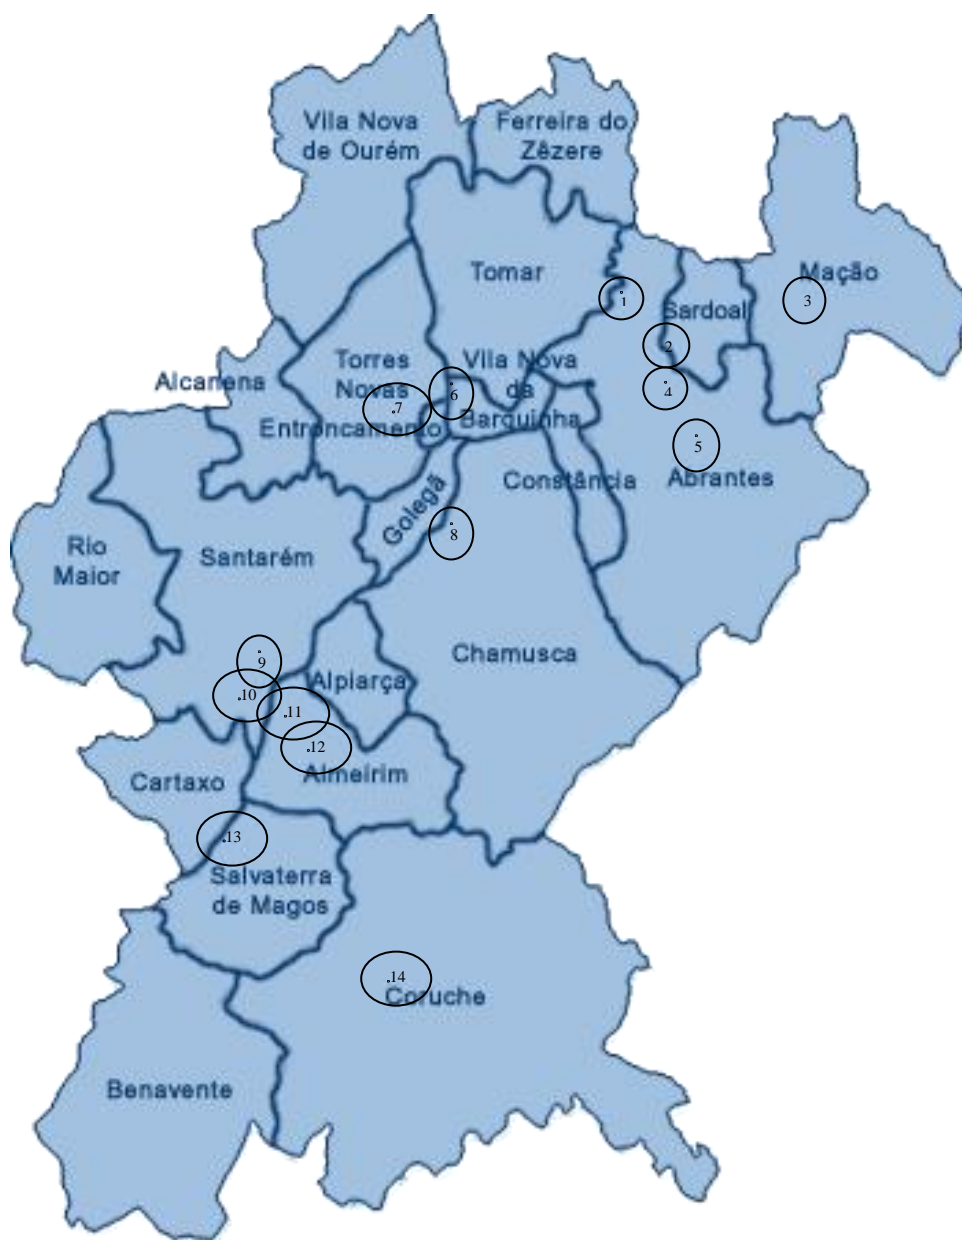 Vila Nova
de Ourém
Ferreira do
Zêzere
Tomar
Mação
1
3
Sardoal
2
Torres
Novas
Vila Nova
da
Barquinha
Alcanena
4
6
7
Entroncamento
5
Abrantes
Constância
Golegã
8
Rio
Maior
Santarém
Chamusca
9
Alpiarça
.10
.11
.12
Almeirim
Cartaxo
.13
Salvaterra
de Magos
.14
Coruche
Benavente